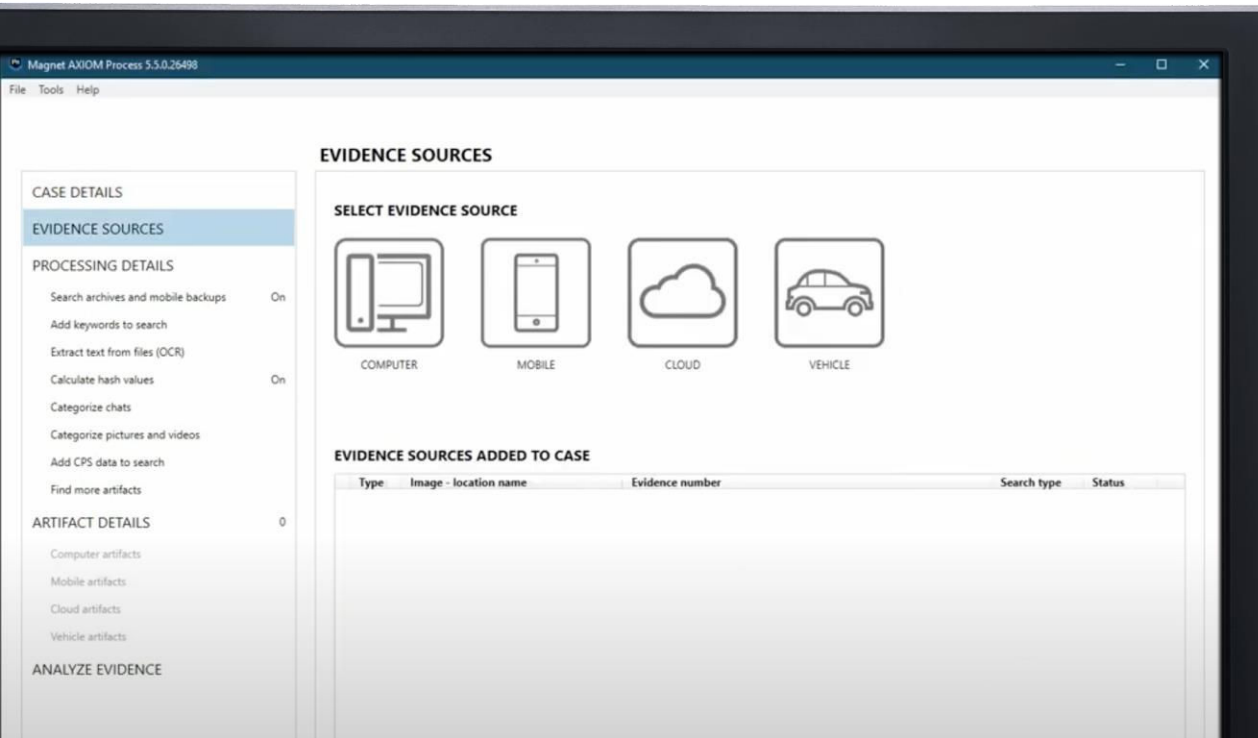 Magnet AXIOM Process 5.5.0.26498
File Tools Help
EVIDENCE SOURCES
CASE DETAILS
EVIDENCE SOURCES
PROCESSING DETAILS
Search archives and mobile backups On
Add keywords to search
Extract text from files (OCR)
Calculate hash values On
Categorize chats
Categorize pictures and videos
Add CPS data to search
Find more artifacts
ARTIFACT DETAILS 0
Computer artifacts
Mobile artifacts
Cloud artifacts
Vehicle artifacts
ANALYZE EVIDENCE
SELECT EVIDENCE SOURCE
COMPUTER MOBILE CLOUD VEHICLE
EVIDENCE SOURCES ADDED TO CASE
Type Image - location name Evidence number Search type Status